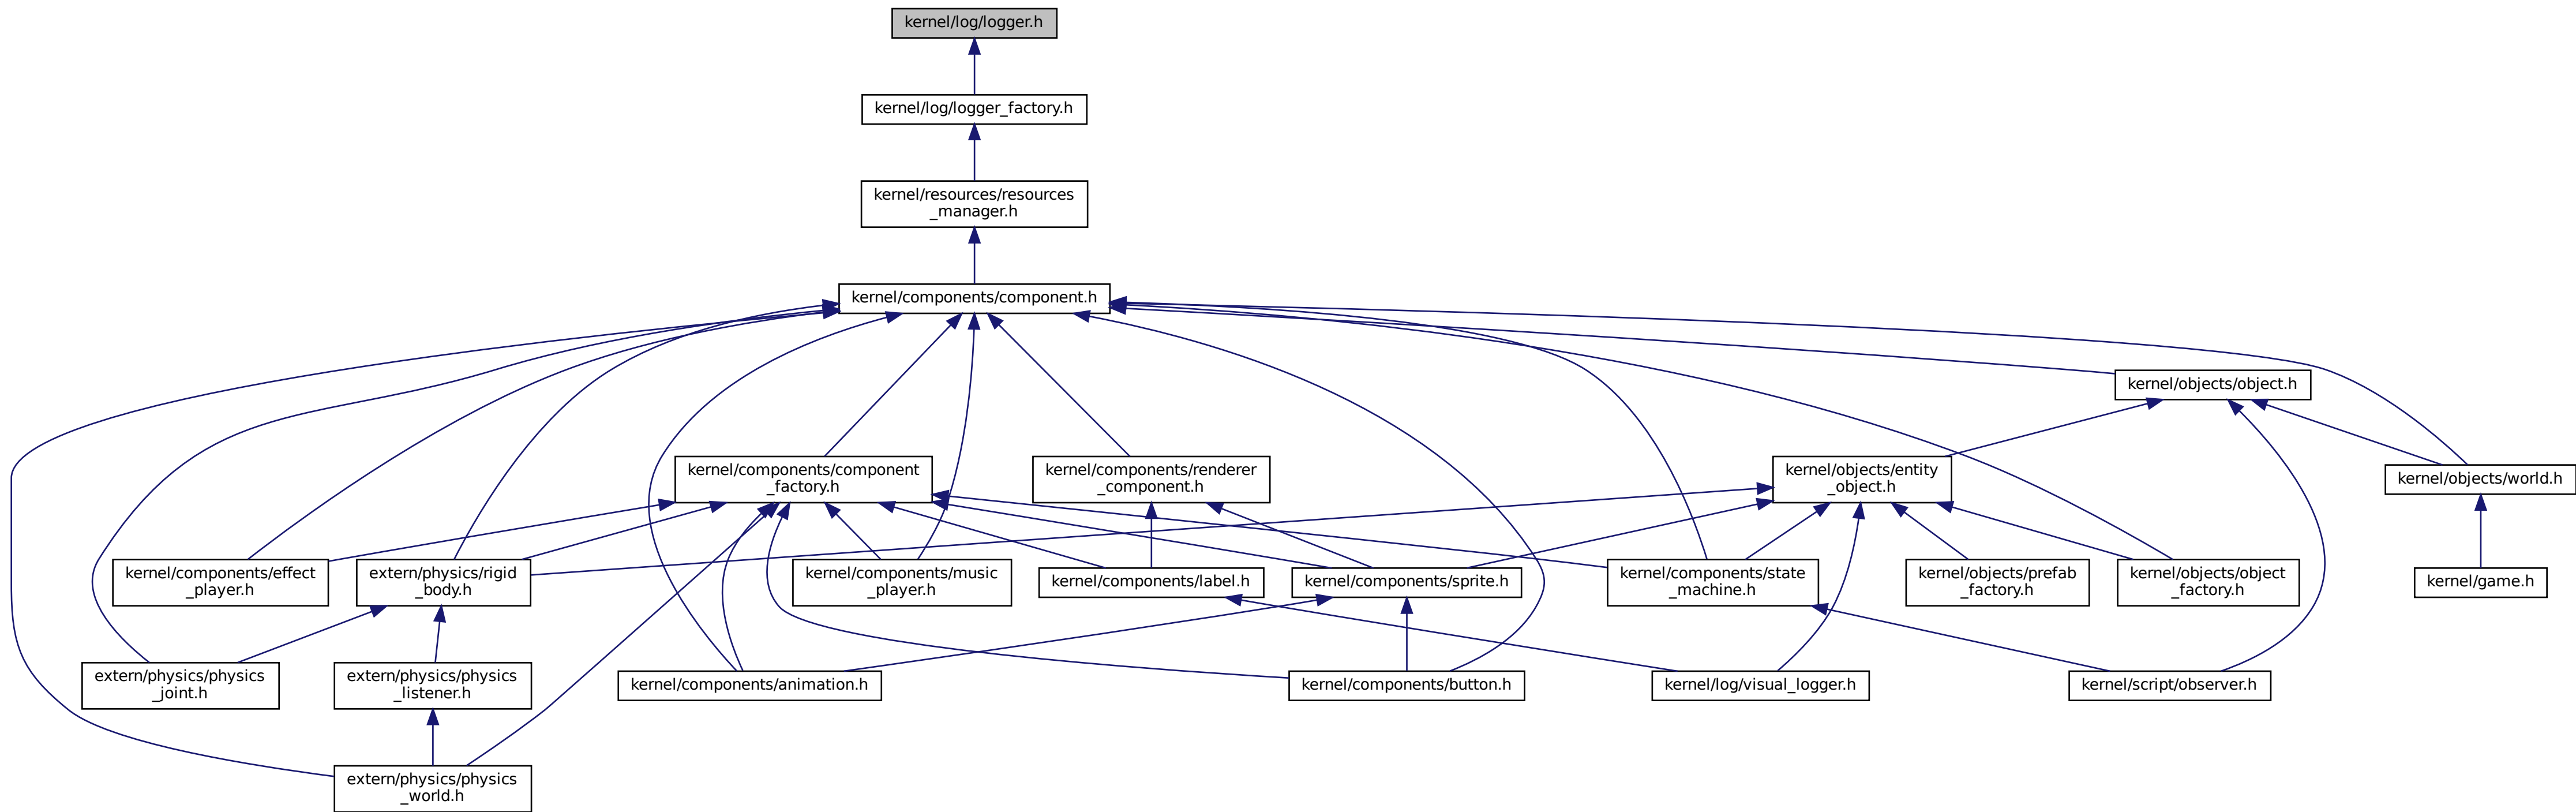 kernel/log/logger.h
kernel/log/logger_factory.h
kernel/resources/resources
_manager.h
kernel/components/component.h
kernel/objects/object.h
kernel/components/component
_factory.h
kernel/components/renderer
_component.h
kernel/objects/entity
_object.h
kernel/objects/world.h
kernel/components/effect
_player.h
extern/physics/rigid
_body.h
kernel/components/music
_player.h
kernel/components/label.h
kernel/components/sprite.h
kernel/components/state
_machine.h
kernel/objects/prefab
_factory.h
kernel/objects/object
_factory.h
kernel/game.h
extern/physics/physics
_joint.h
extern/physics/physics
_listener.h
kernel/components/animation.h
kernel/components/button.h
kernel/log/visual_logger.h
kernel/script/observer.h
extern/physics/physics
_world.h